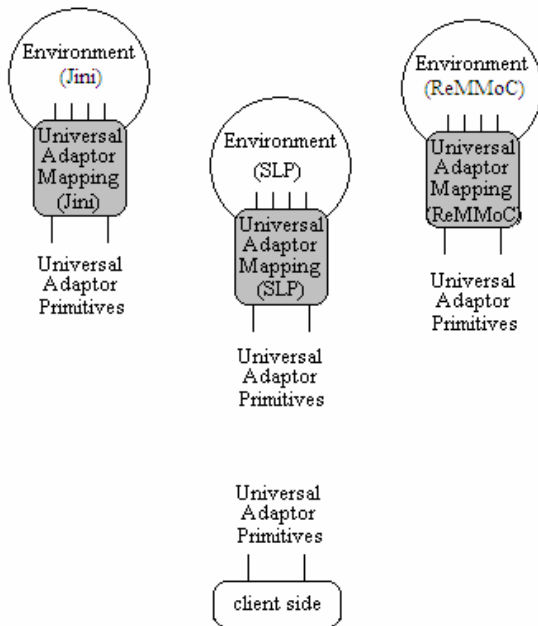 Environment
(Jini)
Universal
Adaptor
Mapping
(Jini)
Universal
Adaptor
Primitives
Environment
(SLP)
Universal
Adaptor
Mapping
(SLP)
Universal
Adaptor
Primitives
Environment
(ReMMoC)
Universal
Adaptor
Mapping
(ReMMoC)
Universal
Adaptor
Primitives
Universal
Adaptor
Primitives
client side